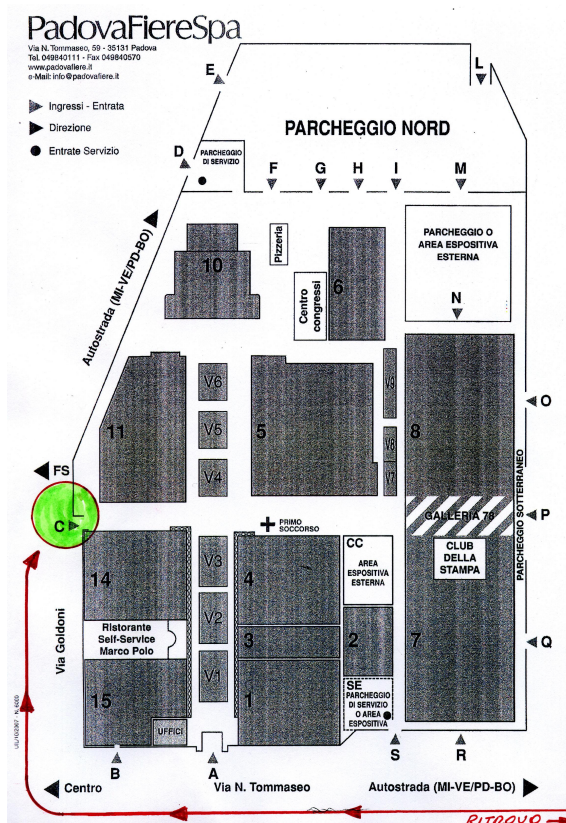 PadovaFiereSpa
Via N. Tommaseo, 59 - 35131 Padova
Tel. 049840111 - Fax 049840570
www.padovafiere.it
e-Mail: info@padovafiere.it
Ingressi - Entrata
Direzione
Entrate Servizio
E
L
PARCHEGGIO NORD
D
PARCHEGGIO
DI SERVIZIO
F
G
H
I
M
Autostrada (MI-VE/PD-BO)
10
Pizzeria
Centro
congressi
6
PARCHEGGIO O
AREA ESPOSITIVA
ESTERNA
N
11
V6
V5
V4
5
V9
V8
V7
8
O
FS
C
PRIMO
SOCCORSO
GALLERIA 78
P
PARCHEGGIO SOTTERRANEO
CLUB
DELLA
STAMPA
14
V3
4
CC
AREA
ESPOSITIVA
ESTERNA
Via Goldoni
Ristorante
Self-Service
Marco Polo
V2
3
2
7
Q
15
V1
1
SE
PARCHEGGIO
DI SERVIZIO
O AREA
ESPOSITIVA
UFFICI
B
A
S
R
Centro
Via N. Tommaseo
Autostrada (MI-VE/PD-BO)
RITROVO